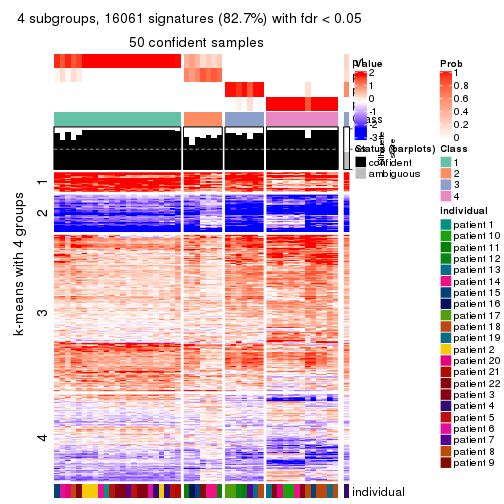 4 subgroups, 16061 signatures (82.7%) with fdr < 0.05
50 confident samples
k-means with 4 groups
1
2
3
4
Value
2
1
0
-1
-2
-3
Status (barplots)
confident
ambiguous
Prob
1
0.8
0.6
0.4
0.2
0
Class
1
2
3
4
individual
patient 1
patient 10
patient 11
patient 12
patient 13
patient 14
patient 15
patient 16
patient 17
patient 18
patient 19
patient 2
patient 20
patient 21
patient 22
patient 3
patient 4
patient 5
patient 6
patient 7
patient 8
patient 9
individual